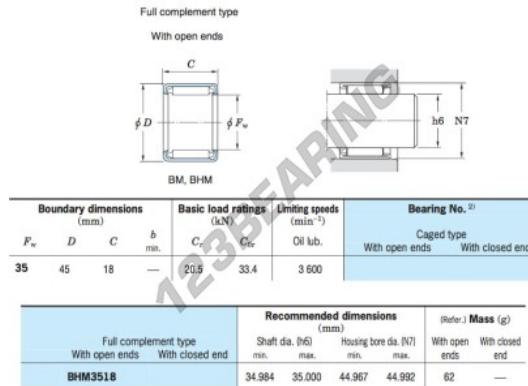 Full complement type
With open ends
C
φD
φFw
h6
N7
BM, BHM
123BEARING
Boundary dimensions
(mm)
Basic load ratings
(kN)
Limiting speeds
(min⁻¹)
Bearing No. 2)
Fw D C b
min.
Cr C0r
Oil lub.
Caged type
With open ends With closed end
35 45 18 — 20.5 33.4 3 600
Recommended dimensions
(mm)
(Refer.) Mass (g)
Full complement type
With open ends With closed end
Shaft dia. (h6) Housing bore dia. (N7)
min. max. min. max.
With open ends
With closed end
BHM3518 34.984 35.000 44.967 44.992 62 —